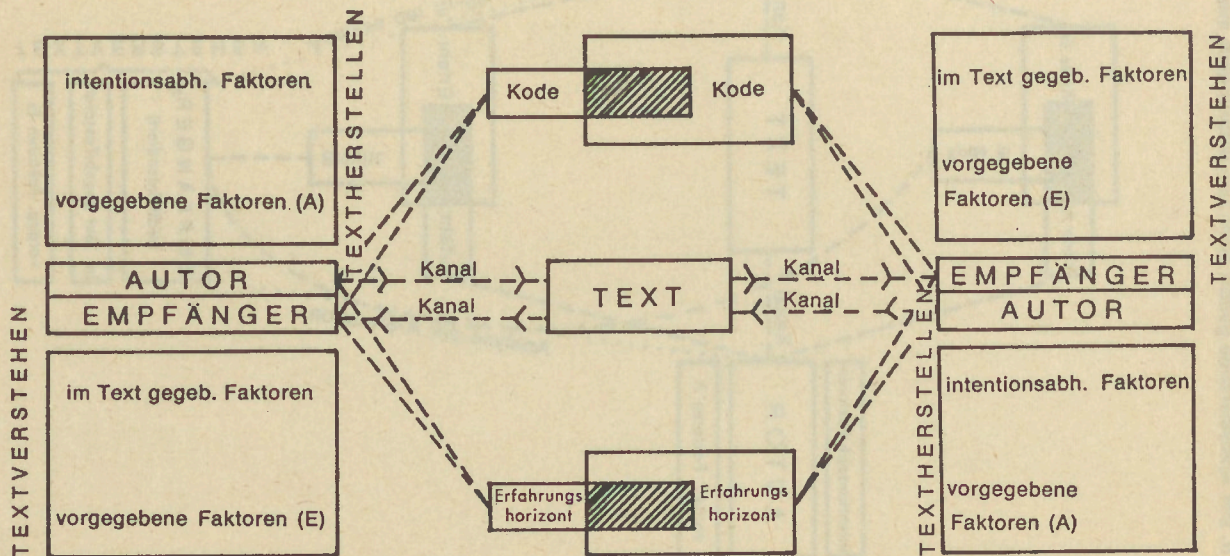 intentionsabh. Faktoren
vorgegebene Faktoren (A)
TEXTHERSTELLEN
AUTOR
EMPFÄNGER
TEXTVERSTEHEN
im Text gegeb. Faktoren
vorgegebene Faktoren (E)
Kode
Kode
Kanal
Kanal
TEXT
Kanal
Kanal
Erfahrungs
horizont
Erfahrungs
horizont
im Text gegeb. Faktoren
vorgegebene
Faktoren (E)
TEXTVERSTEHEN
EMPFÄNGER
AUTOR
TEXTHERSTELLEN
intentionsabh. Faktoren
vorgegebene
Faktoren (A)